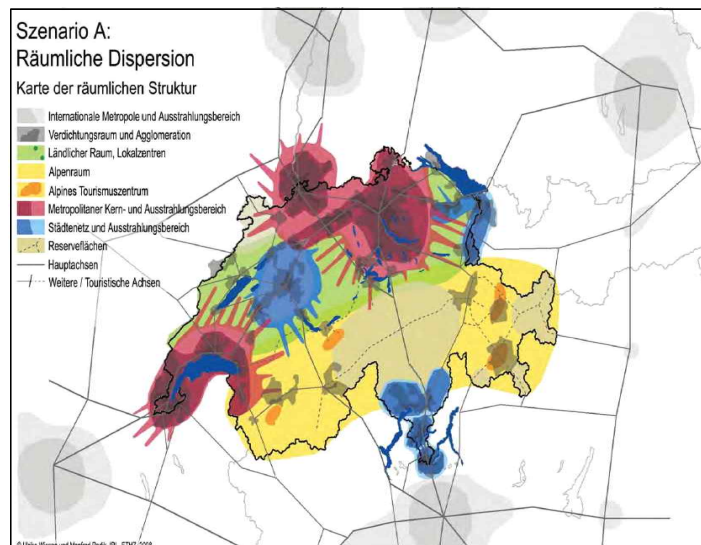 Szenario A:
Räumliche Dispersion
Karte der räumlichen Struktur
Internationale Metropole und Ausstrahlungsbereich
Verdichtungsraum und Agglomeration
Ländlicher Raum, Lokalzentren
Alpenraum
Alpines Tourismuszentrum
Metropolitaner Kern- und Ausstrahlungsbereich
Städtenetz und Ausstrahlungsbereich
Reserveflächen
Hauptachsen
Weitere / Touristische Achsen